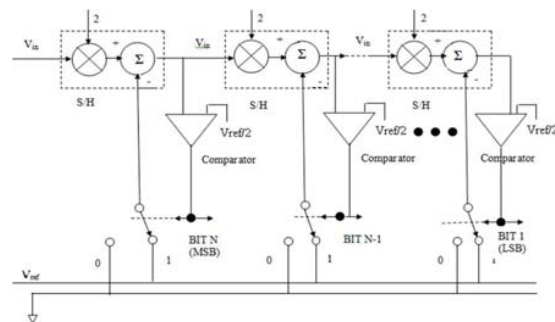 2 2 2
V_in + Σ V_in + Σ V_in + Σ
- - -
S/H S/H S/H
Vref/2 Vref/2 Vref/2
Comparator Comparator Comparator
BIT N (MSB) BIT N-1 BIT 1 (LSB)
0 1 0 1 0
V_ref